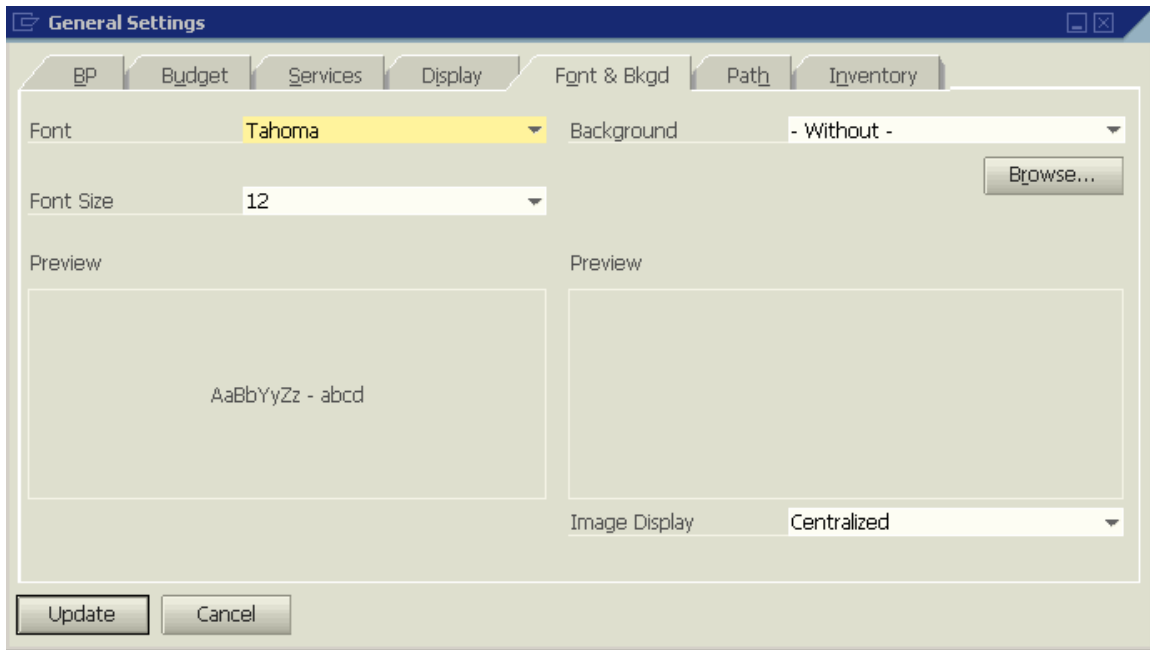 General Settings
BP Budget Services Display Font & Bkgd Path Inventory
Font Tahoma Background - Without -
Browse...
Font Size 12
Preview Preview
AaBbYyZz - abcd
Image Display Centralized
Update Cancel